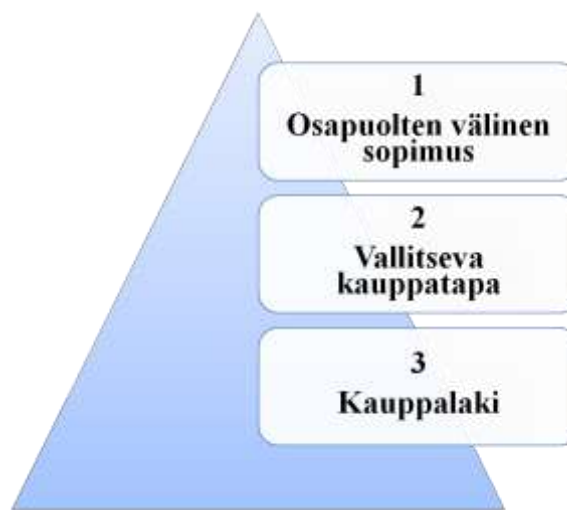 1
Osapuolten välinen
sopimus
2
Vallitseva
kauppatapa
3
Kauppalaki